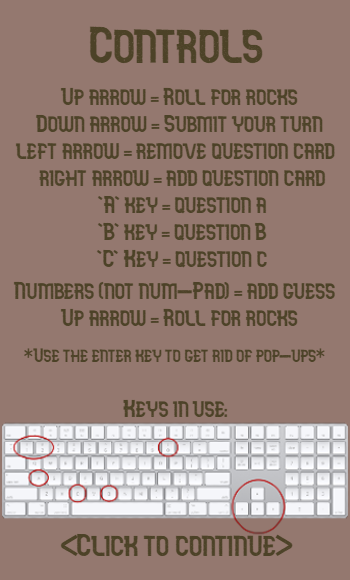 Controls
Up arrow = Roll for rocks
Down arrow = Submit your turn
Left arrow = remove question card
right arrow = add question card
`A` key = question A
`B` key = question B
`C` Key = question C
Numbers (not num-Pad) = add guess
Up arrow = Roll for rocks
*Use the enter key to get rid of pop-ups*
Keys in use:
<Click to continue>